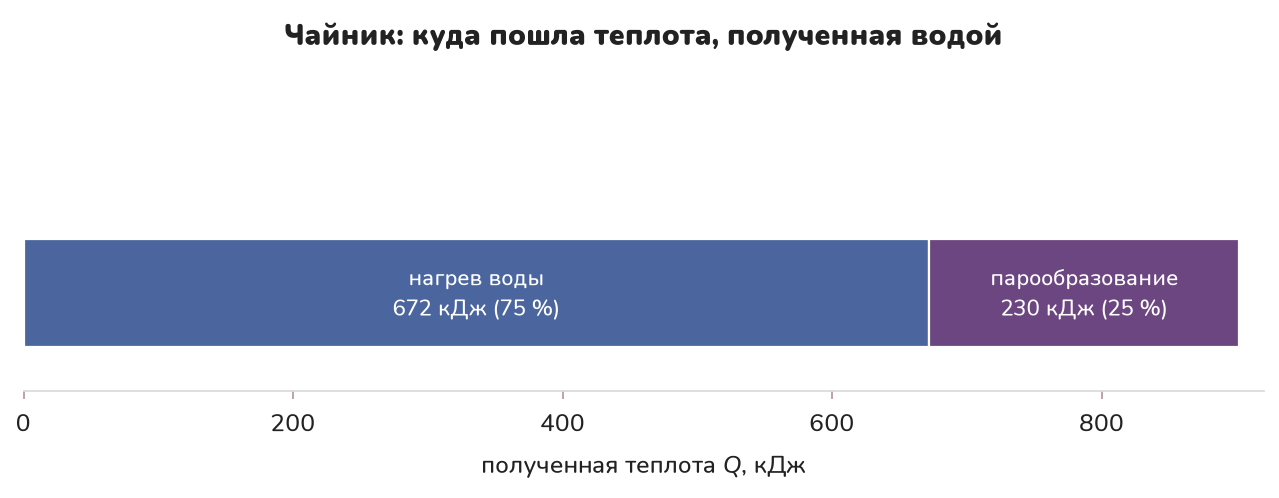 Чайник: куда пошла теплота, полученная водой
нагрев воды
672 кДж (75 %)
парообразование
230 кДж (25 %)
0 200 400 600 800
полученная теплота Q, кДж